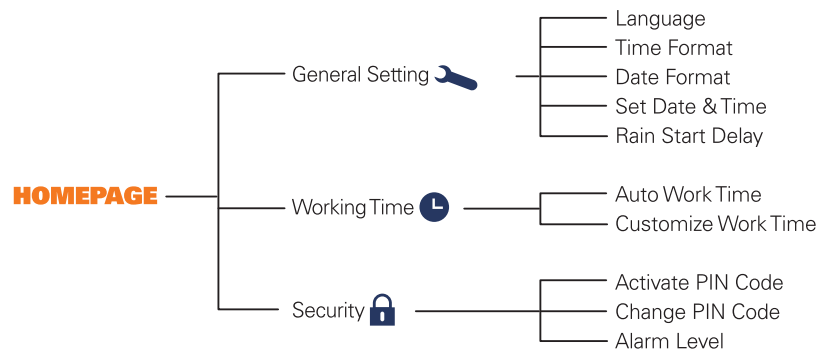 HOMEPAGE
General Setting
Language
Time Format
Date Format
Set Date & Time
Rain Start Delay
Working Time
Auto Work Time
Customize Work Time
Security
Activate PIN Code
Change PIN Code
Alarm Level